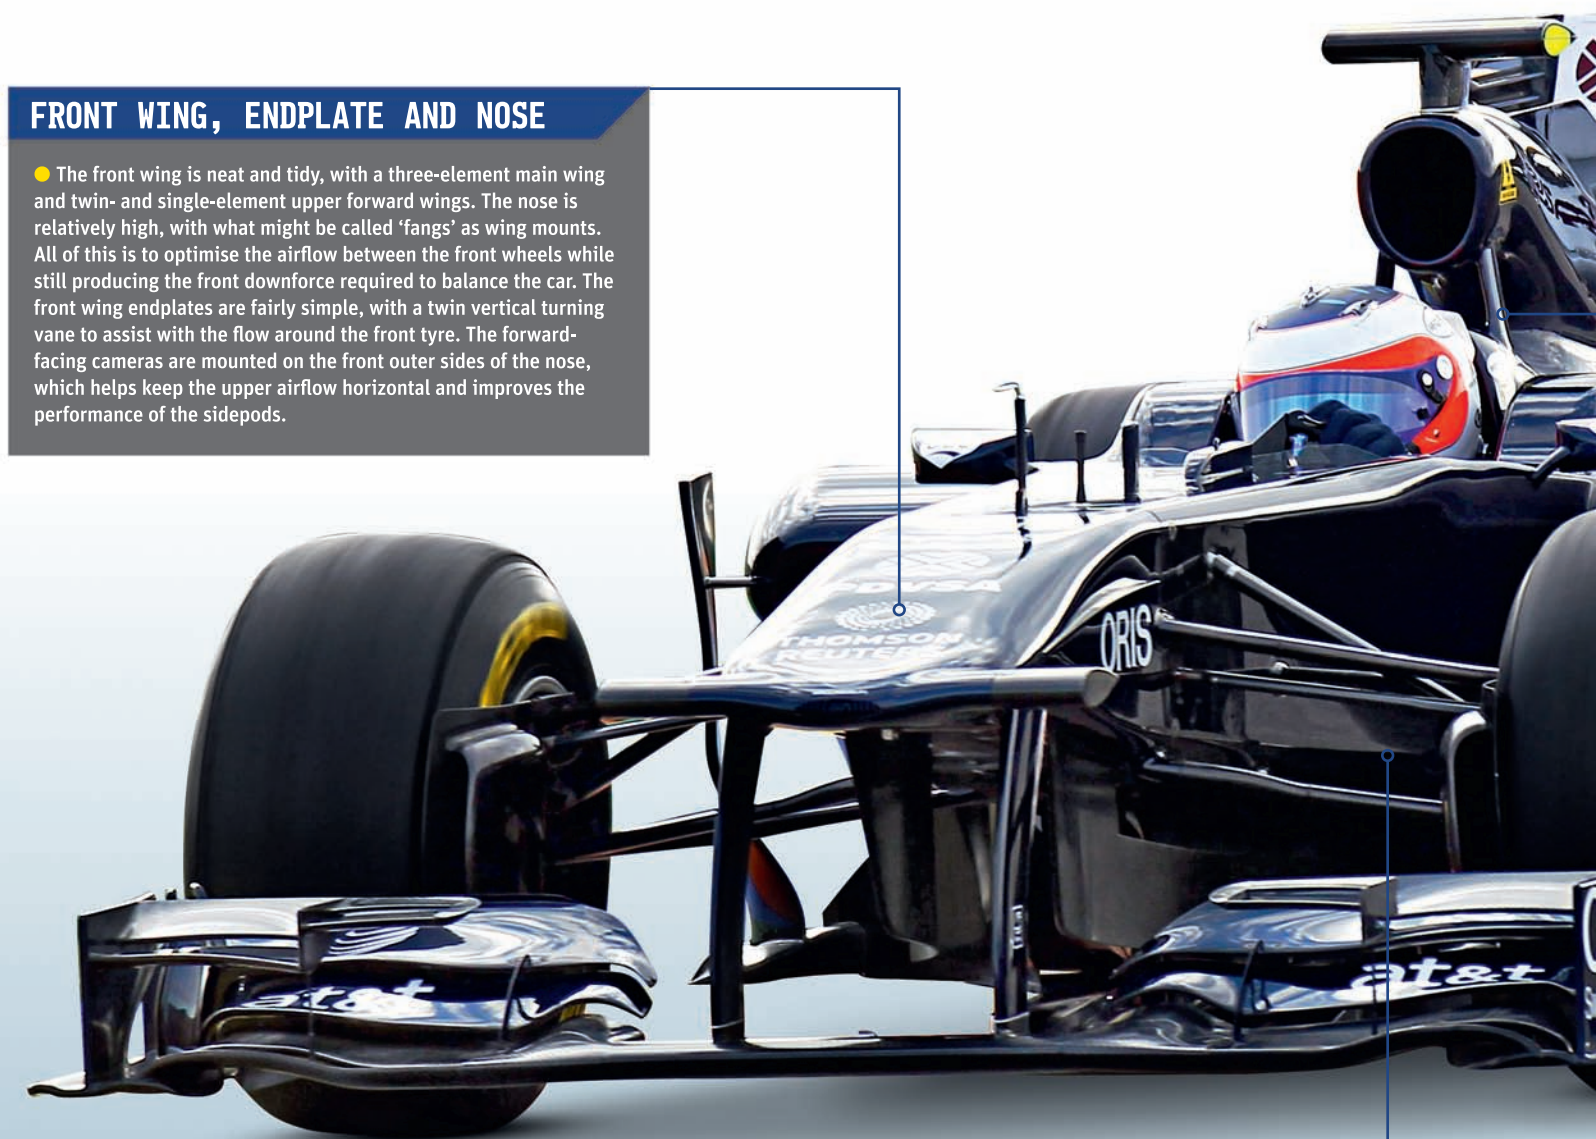 FRONT WING, ENDPLATE AND NOSE
The front wing is neat and tidy, with a three-element main wing
and twin- and single-element upper forward wings. The nose is
relatively high, with what might be called ‘fangs’ as wing mounts.
All of this is to optimise the airflow between the front wheels while
still producing the front downforce required to balance the car. The
front wing endplates are fairly simple, with a twin vertical turning
vane to assist with the flow around the front tyre. The forward-
facing cameras are mounted on the front outer sides of the nose,
which helps keep the upper airflow horizontal and improves the
performance of the sidepods.
THOMSON
REUTERS
ORIS
at&t
at&t